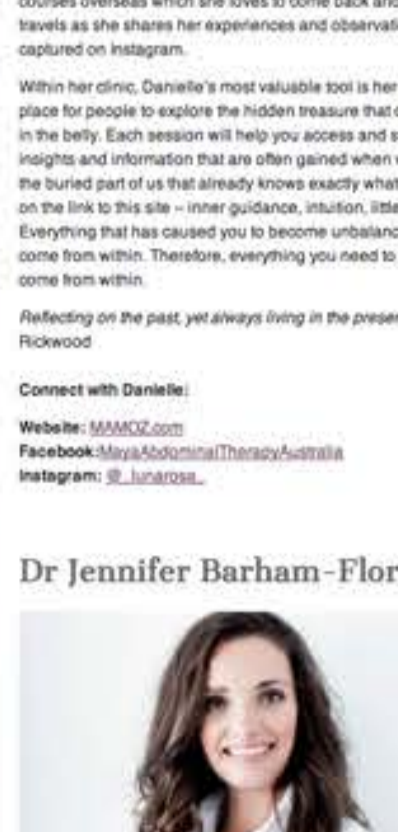 courses overseas which she loves to come back and
travels as she shares her experiences and observati
captured on Instagram.
Within her clinic, Danielle's most valuable tool is her
place for people to explore the hidden treasure that
in the belly. Each session will help you access and s
insights and information that are often gained when
the buried part of us that already knows exactly what
on the link to this site – inner guidance, intuition, little
Everything that has caused you to become unbalanc
come from within. Therefore, everything you need to
come from within.
Reflecting on the past, yet always living in the presen
Rickwood
Connect with Danielle:
Website: MAMOZ.com
Facebook:MayaAbdominalTherapyAustralia
Instagram: @_lunarosa_
Dr Jennifer Barham-Flor